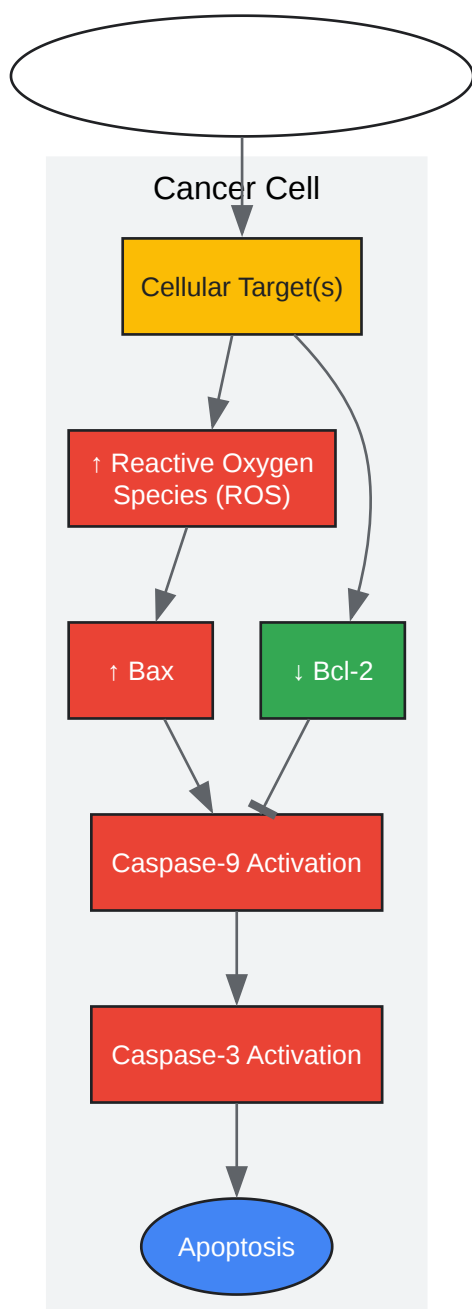 Cancer Cell
Cellular Target(s)
↑ Reactive Oxygen
Species (ROS)
↑ Bax
↓ Bcl-2
Caspase-9 Activation
Caspase-3 Activation
Apoptosis